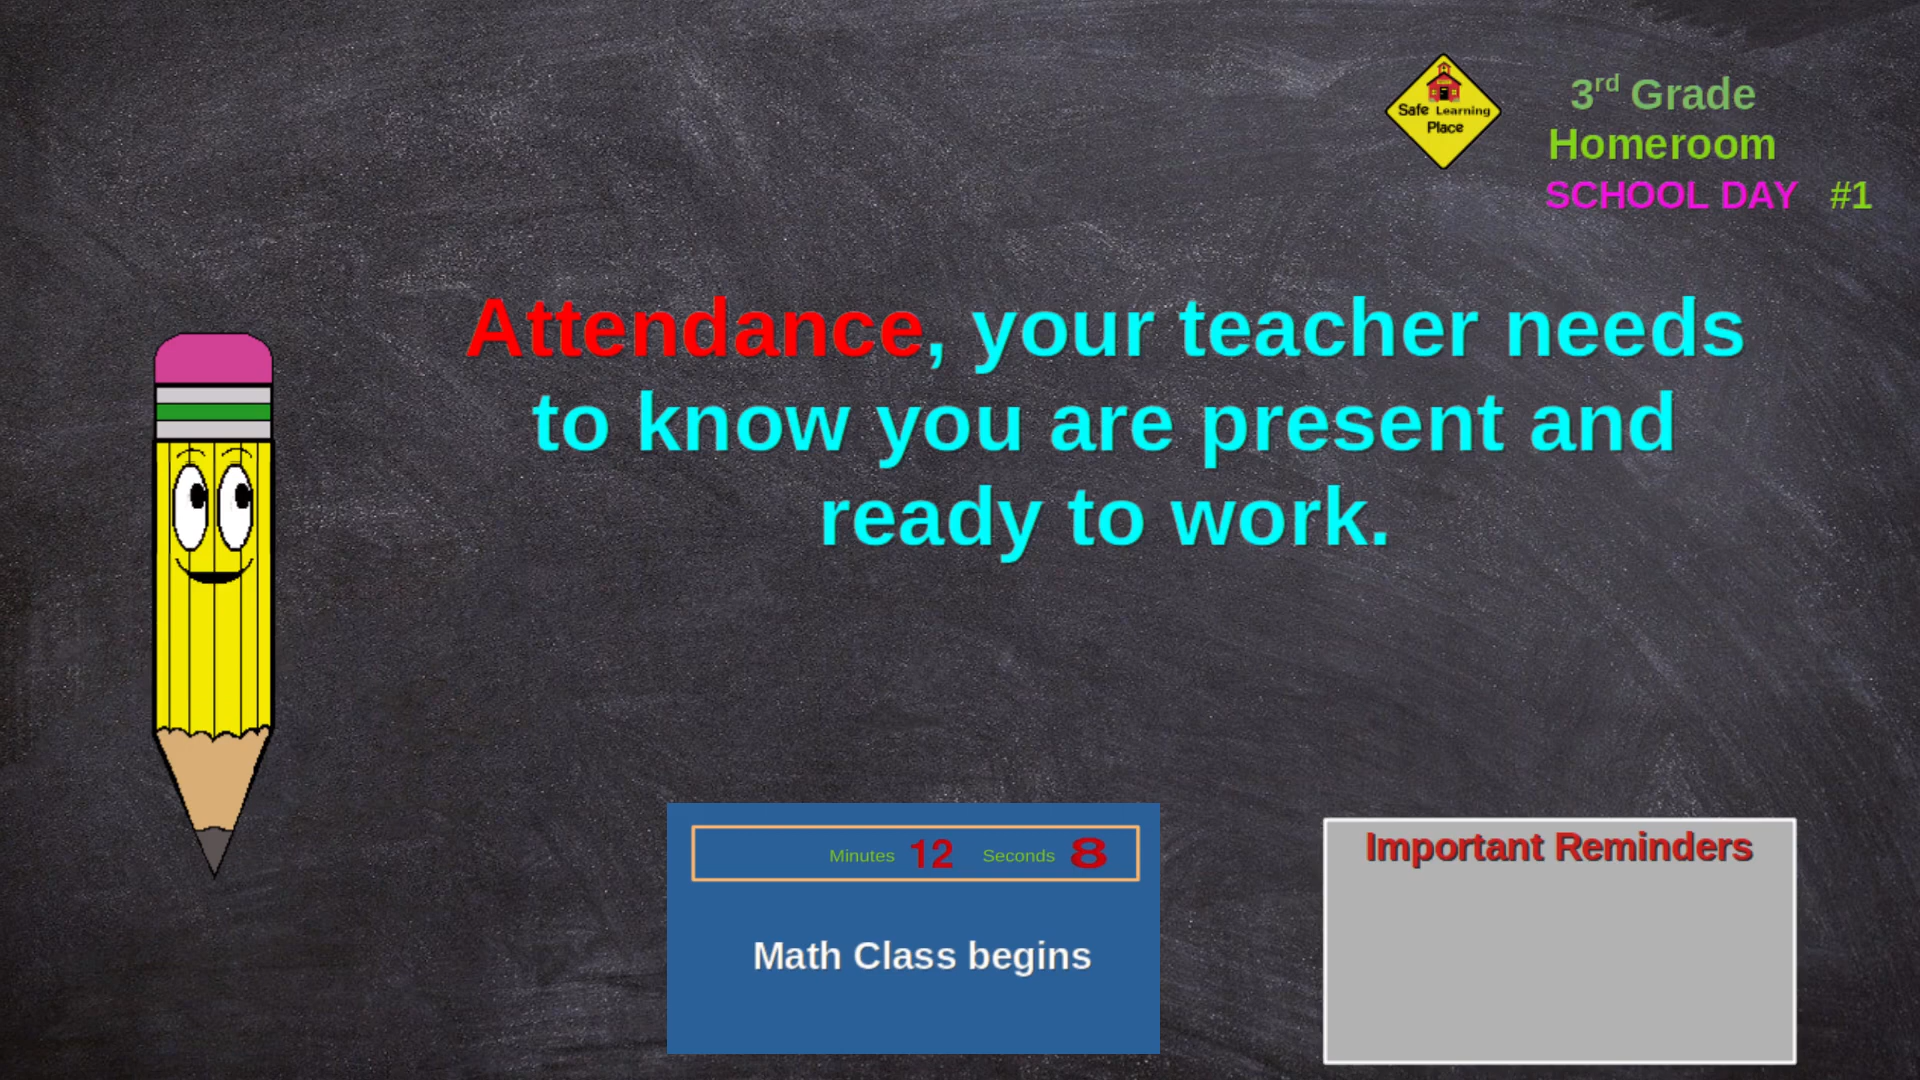 Safe Learning
Place
3rd Grade
Homeroom
SCHOOL DAY #1
Attendance, your teacher needs
to know you are present and
ready to work.
Minutes 12 Seconds 8
Math Class begins
Important Reminders